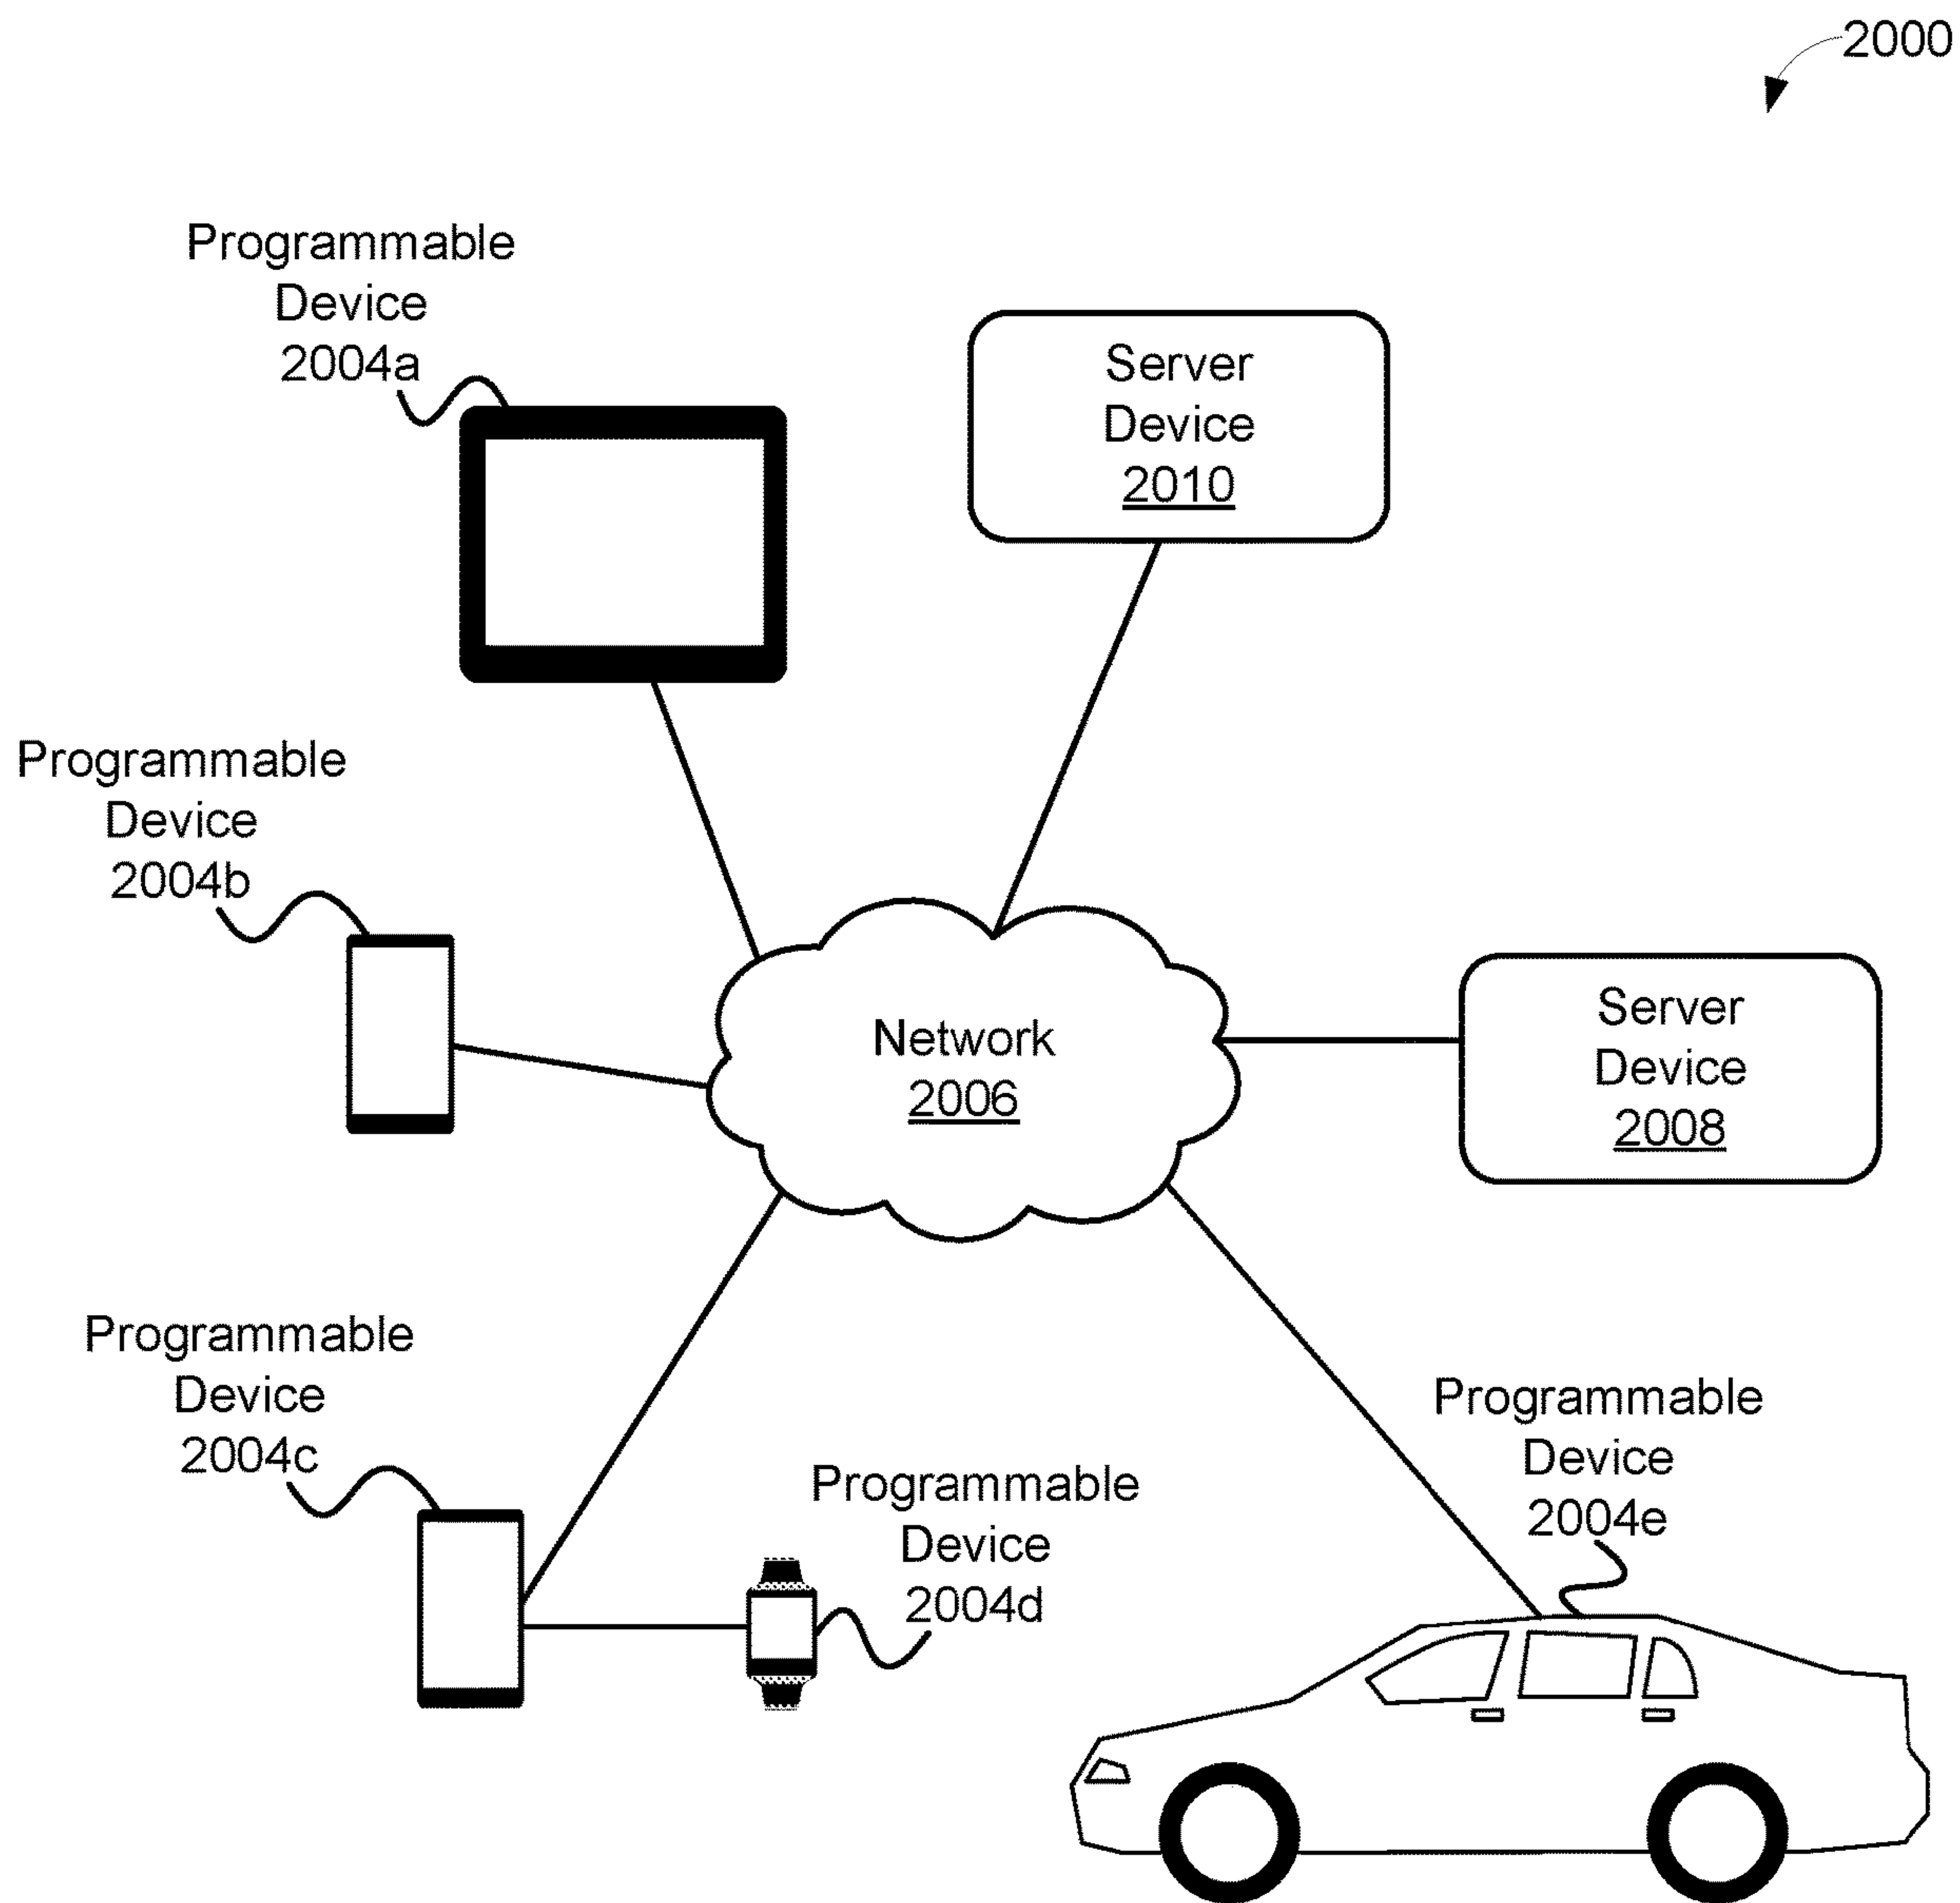 2000
Programmable
Device
2004a
Server
Device
2010
Programmable
Device
2004b
Network
2006
Server
Device
2008
Programmable
Device
2004c
Programmable
Device
2004d
Programmable
Device
2004e